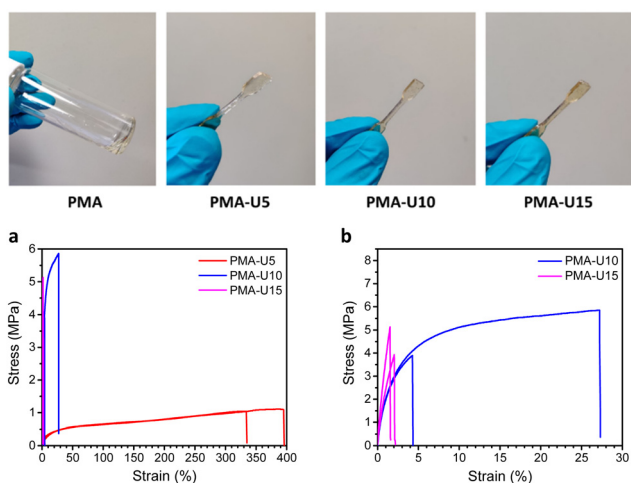 PMA PMA-U5 PMA-U10 PMA-U15
a
PMA-U5
PMA-U10
PMA-U15
6
5
4
3
2
1
0
Stress (MPa)
0 50 100 150 200 250 300 350 400
Strain (%)
b
PMA-U10
PMA-U15
8
7
6
5
4
3
2
1
0
Stress (MPa)
0 5 10 15 20 25 30
Strain (%)